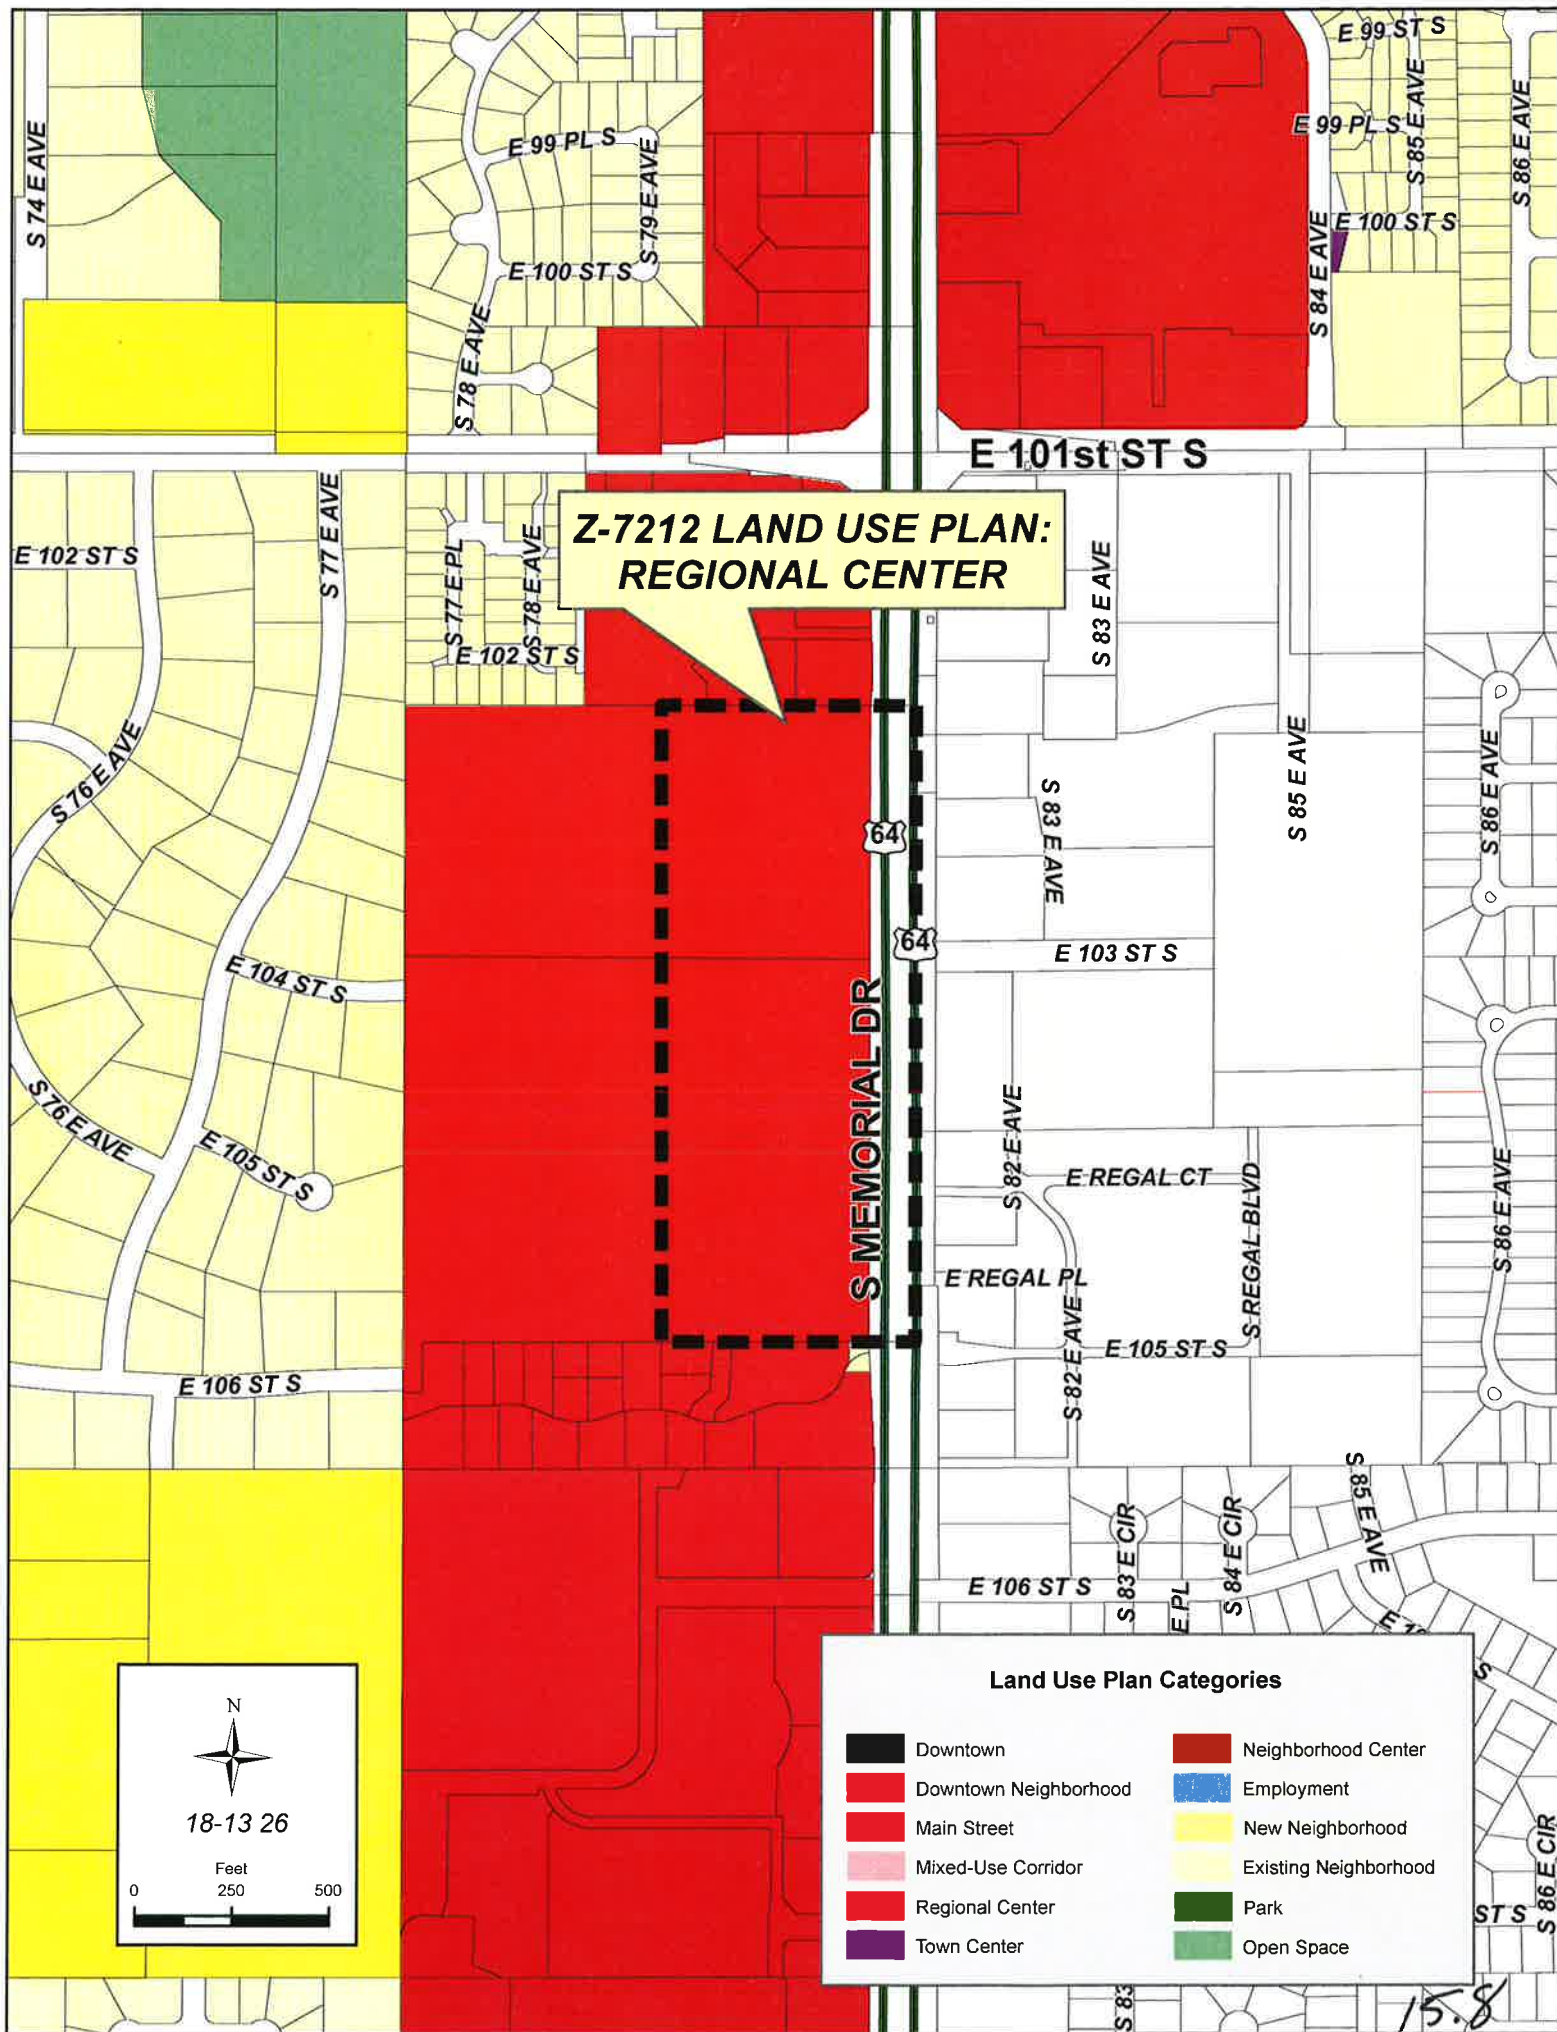 E 99 ST S
S 74 E AVE
E 99 PL S
S 79 E AVE
E 99 PL S
S 85 E AVE
S 86 E AVE
E 100 ST S
E 100 ST S
S 84 E AVE
S 78 E AVE
E 101st ST S
Z-7212 LAND USE PLAN:
REGIONAL CENTER
E 102 ST S
S 77 E AVE
S 77 E PL
S 78 E AVE
E 102 ST S
S 83 E AVE
S 76 E AVE
S 85 E AVE
S 86 E AVE
S 83 E AVE
64
64
E 103 ST S
E 104 ST S
S MEMORIAL DR
S 76 E AVE
E 105 ST S
S 82 E AVE
E REGAL CT
S REGAL BLVD
S 86 E AVE
E REGAL PL
S 82 E AVE
E 105 ST S
E 106 ST S
S 85 E AVE
S 83 E CIR
S 84 E CIR
E 106 ST S
E PL
S
Land Use Plan Categories
Downtown
Downtown Neighborhood
Main Street
Mixed-Use Corridor
Regional Center
Town Center
Neighborhood Center
Employment
New Neighborhood
Existing Neighborhood
Park
Open Space
N
18-13 26
Feet
0 250 500
S 86 E CIR
ST S
S 83
15.8